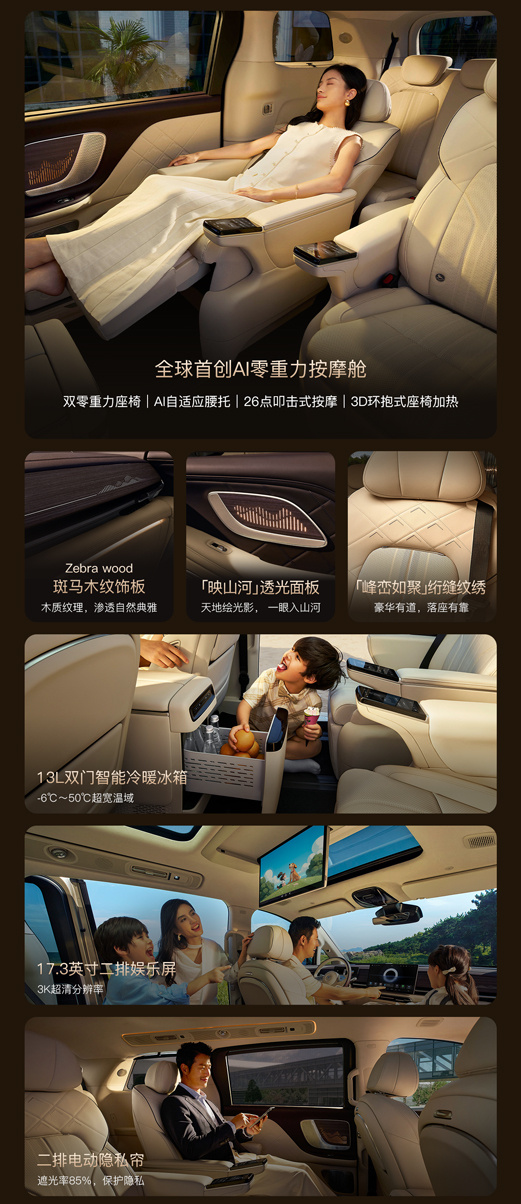 全球首创AI零重力按摩舱
双零重力座椅｜AI自适应腰托｜26点叩击式按摩｜3D环抱式座椅加热
Zebra wood
斑马木纹饰板
木质纹理，渗透自然典雅
「映山河」透光面板
天地绘光影，一眼入山河
「峰峦如聚」绗缝纹绣
豪华有道，落座有靠
13L双门智能冷暖冰箱
-6℃～50℃超宽温域
17.3英寸二排娱乐屏
3K超清分辨率
二排电动隐私帘
遮光率85%，保护隐私